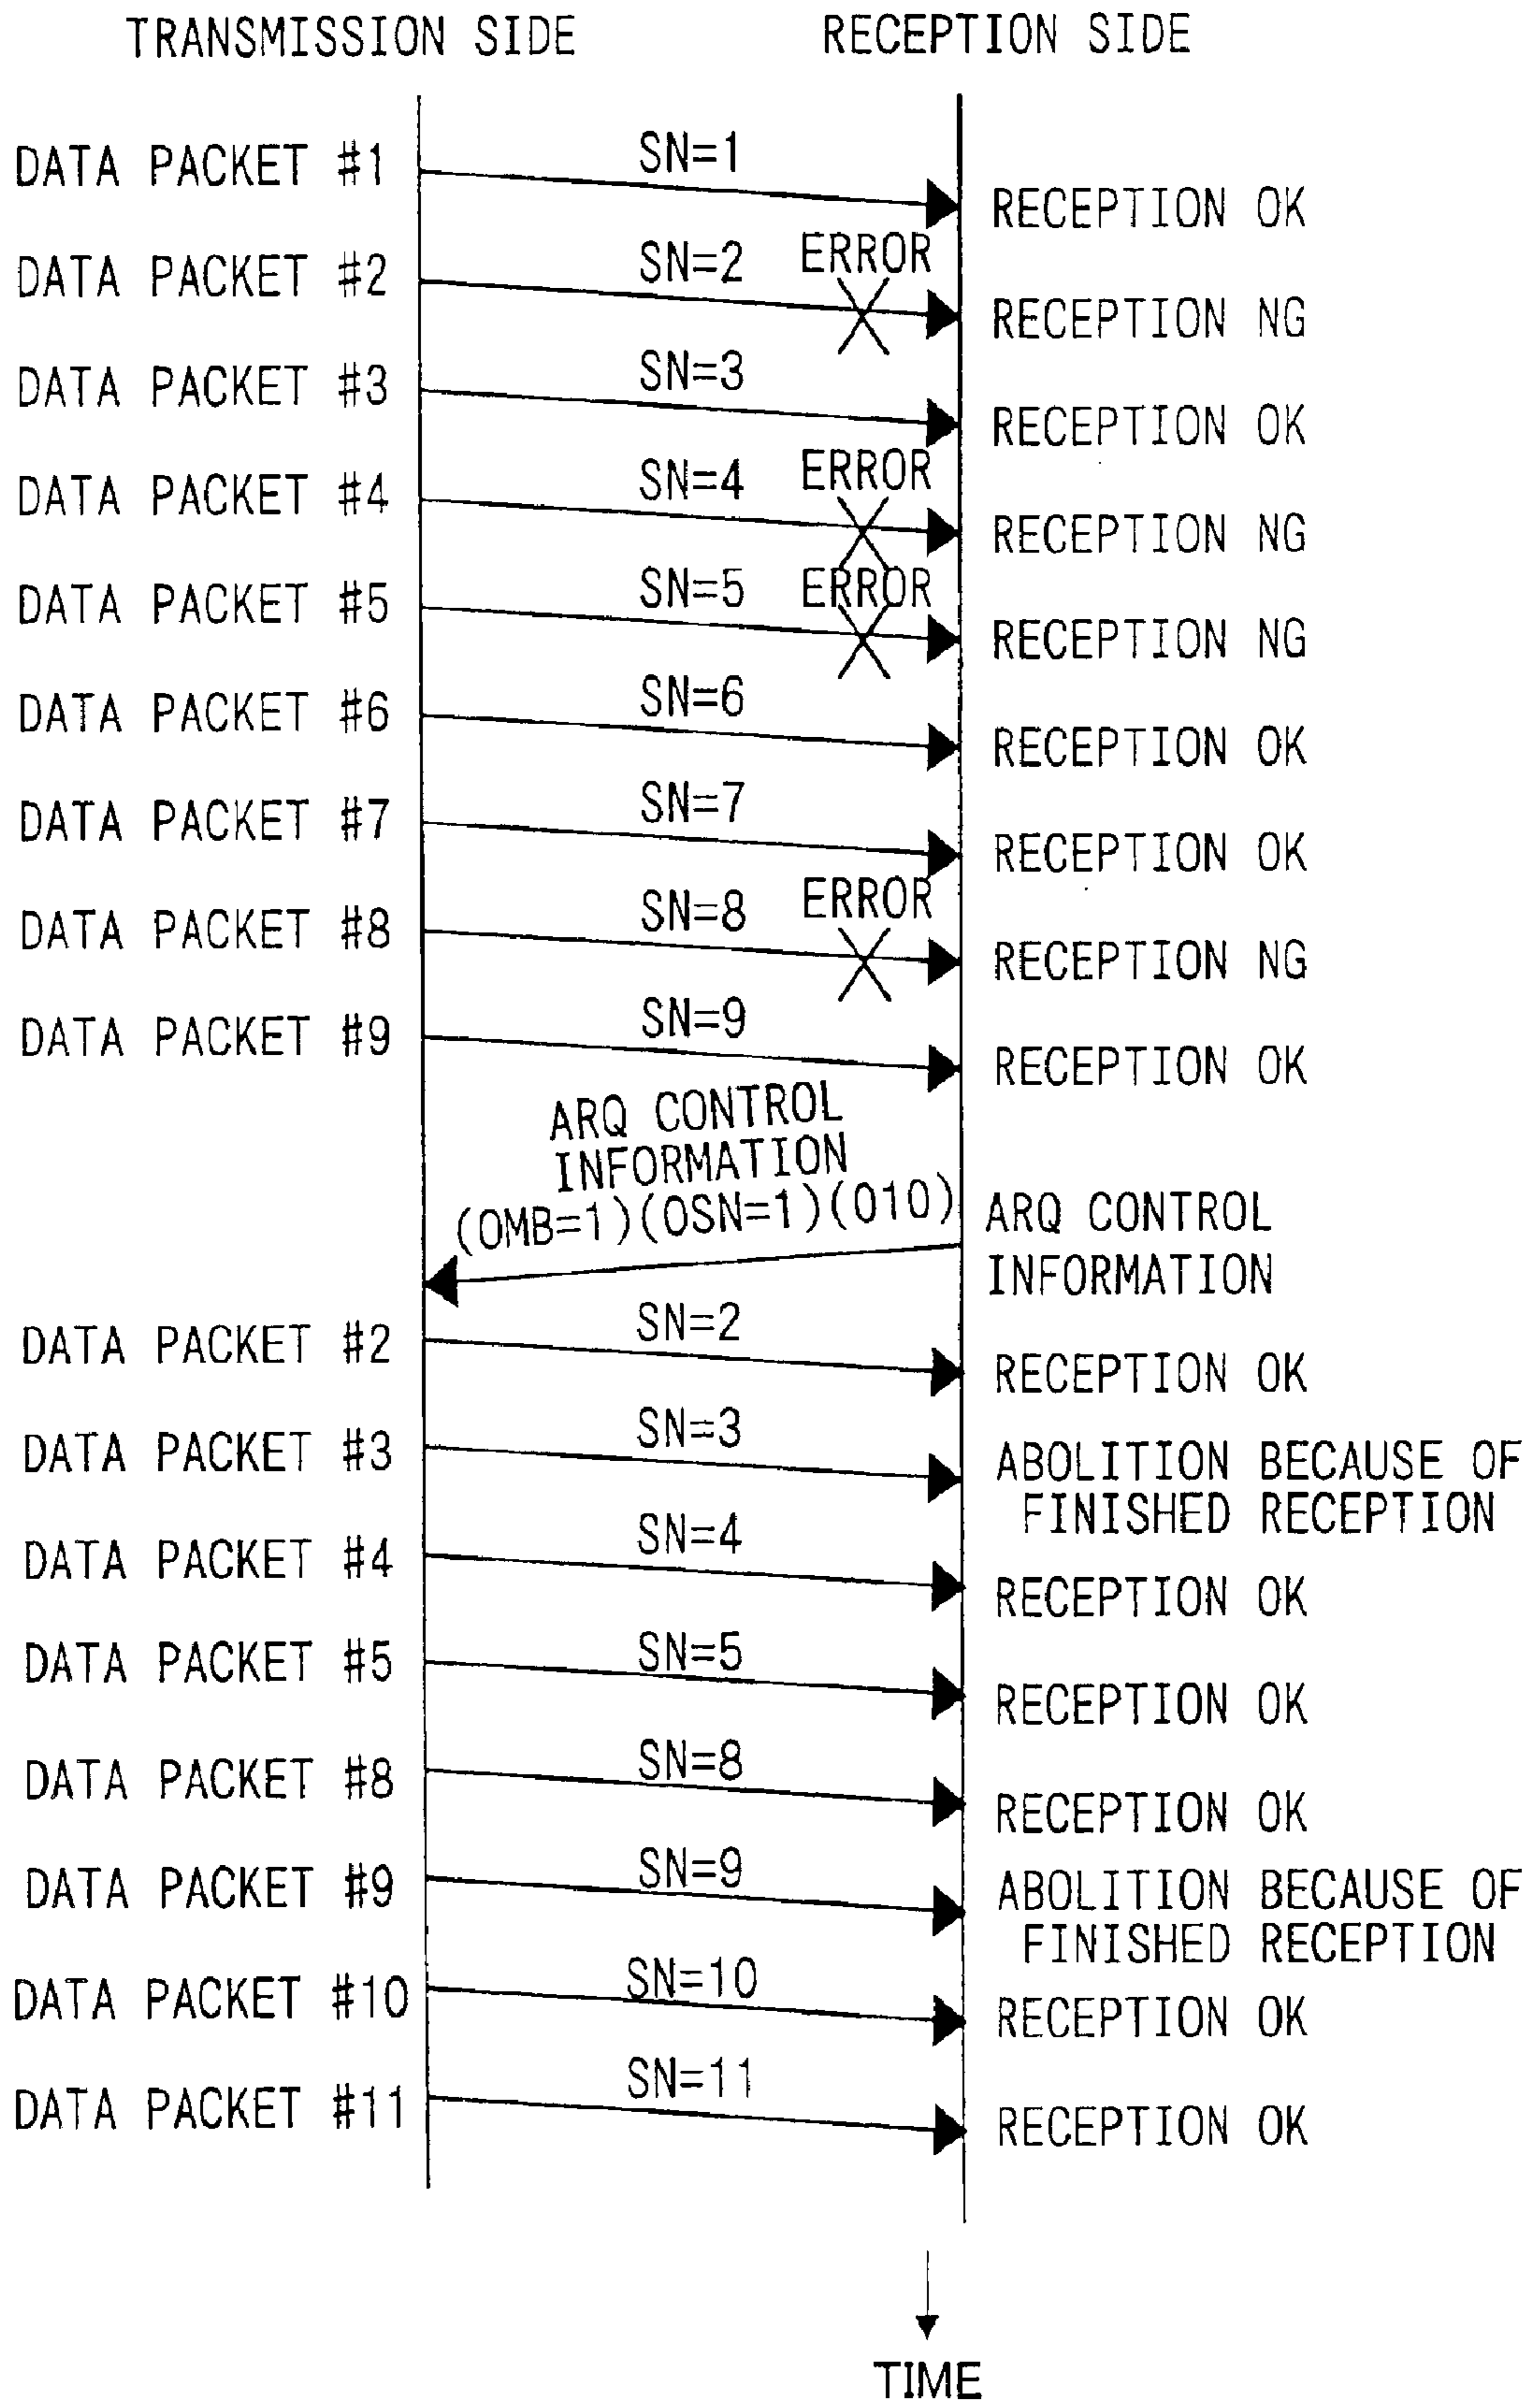 TRANSMISSION SIDE RECEPTION SIDE
DATA PACKET #1 SN=1 RECEPTION OK
DATA PACKET #2 SN=2 ERROR RECEPTION NG
DATA PACKET #3 SN=3 RECEPTION OK
DATA PACKET #4 SN=4 ERROR RECEPTION NG
DATA PACKET #5 SN=5 ERROR RECEPTION NG
DATA PACKET #6 SN=6 RECEPTION OK
DATA PACKET #7 SN=7 RECEPTION OK
DATA PACKET #8 SN=8 ERROR RECEPTION NG
DATA PACKET #9 SN=9 RECEPTION OK
ARQ CONTROL
INFORMATION
(OMB=1)(OSN=1)(010)
ARQ CONTROL
INFORMATION
DATA PACKET #2 SN=2 RECEPTION OK
DATA PACKET #3 SN=3 ABOLITION BECAUSE OF
FINISHED RECEPTION
DATA PACKET #4 SN=4 RECEPTION OK
DATA PACKET #5 SN=5 RECEPTION OK
DATA PACKET #8 SN=8 RECEPTION OK
DATA PACKET #9 SN=9 ABOLITION BECAUSE OF
FINISHED RECEPTION
DATA PACKET #10 SN=10 RECEPTION OK
DATA PACKET #11 SN=11 RECEPTION OK
TIME